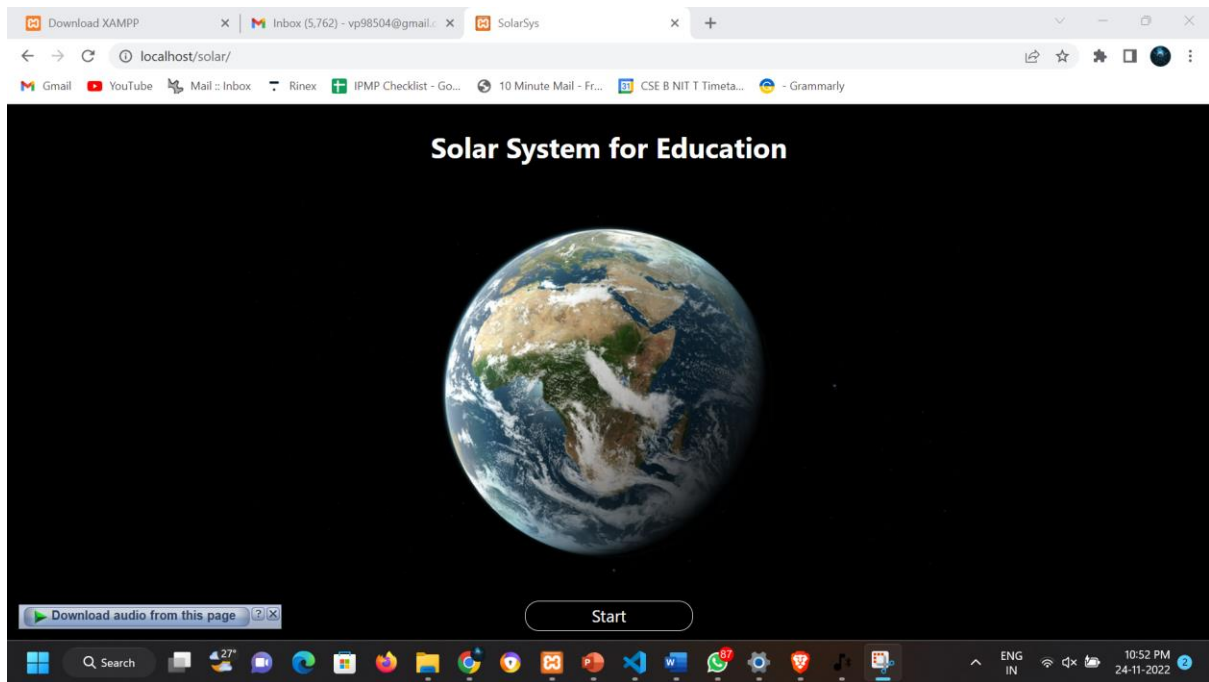 Download XAMPP
Inbox (5,762) - vp98504@gmail.c
SolarSys
localhost/solar/
Gmail
YouTube
Mail :: Inbox
Rinex
IPMP Checklist - Go...
10 Minute Mail - Fr...
31
CSE B NIT T Timeta...
- Grammarly
Solar System for Education
Start
Download audio from this page
?
27°
Search
87
ENG
IN
10:52 PM
24-11-2022
2